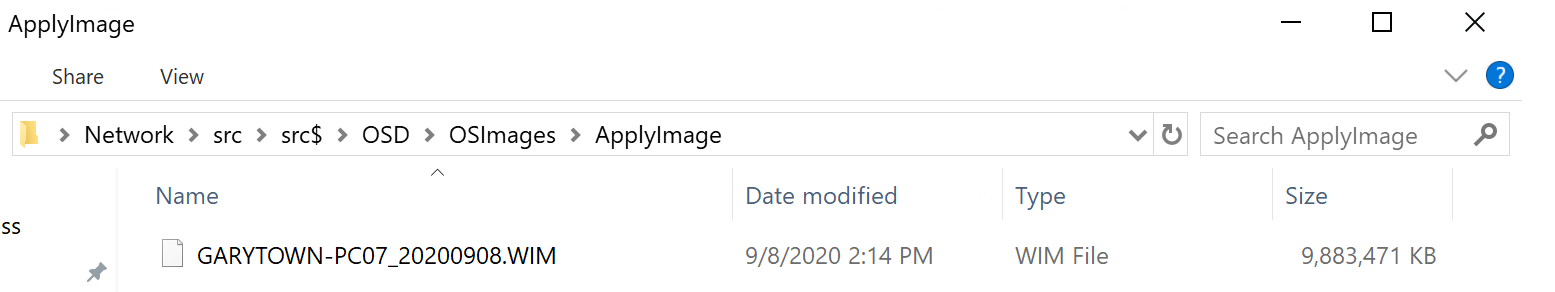 ApplyImage
Share View
?
Network src src$ OSD OSImages ApplyImage Search ApplyImage
Name Date modified Type Size
ss
GARYTOWN-PC07_20200908.WIM 9/8/2020 2:14 PM WIM File 9,883,471 KB